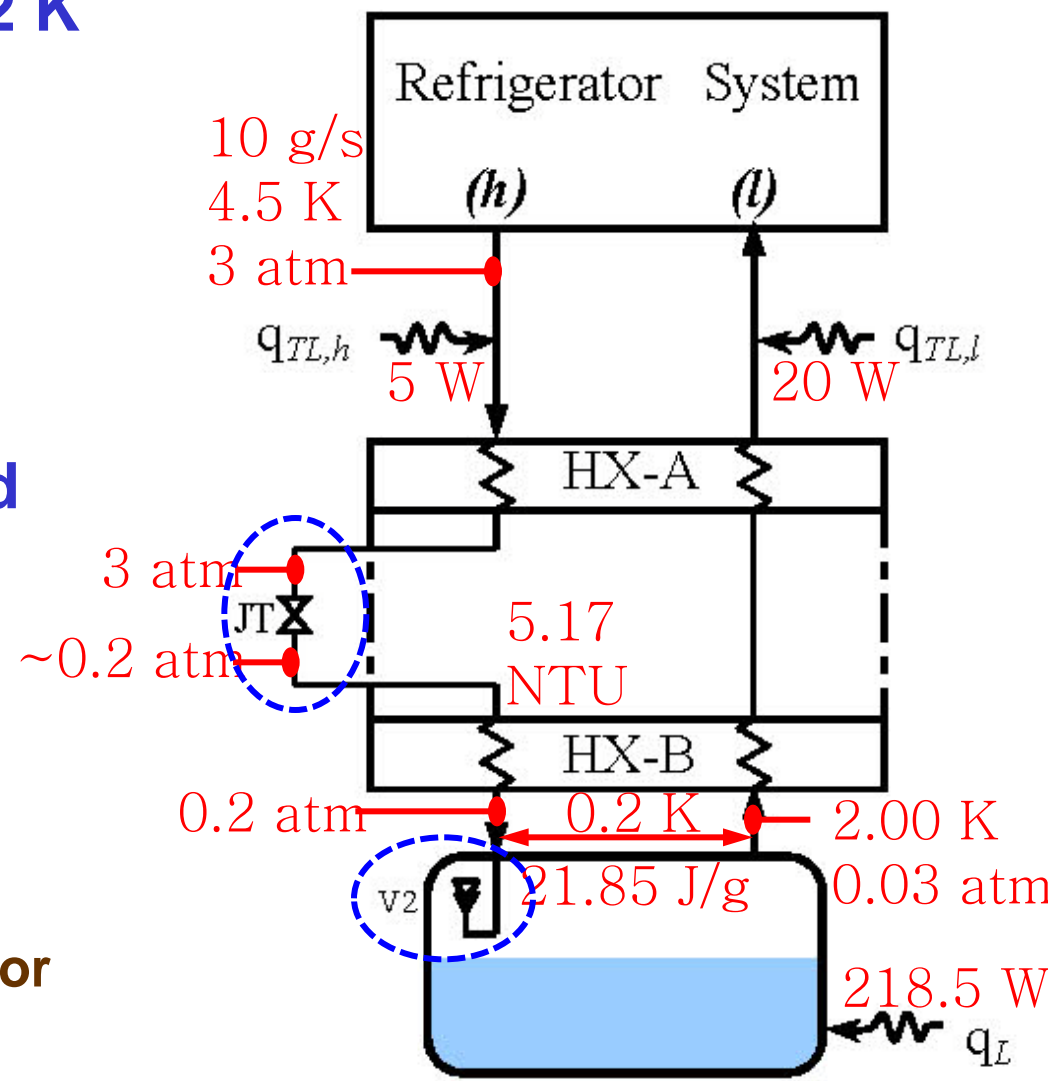 2 K
Refrigerator System
10 g/s
4.5 K
(h) (l)
3 atm
q_TL,h
5 W
q_TL,l
20 W
HX-A
d
3 atm
JT
5.17
NTU
~0.2 atm
HX-B
0.2 atm
0.2 K
2.00 K
V2
21.85 J/g
0.03 atm
or
218.5 W
q_L